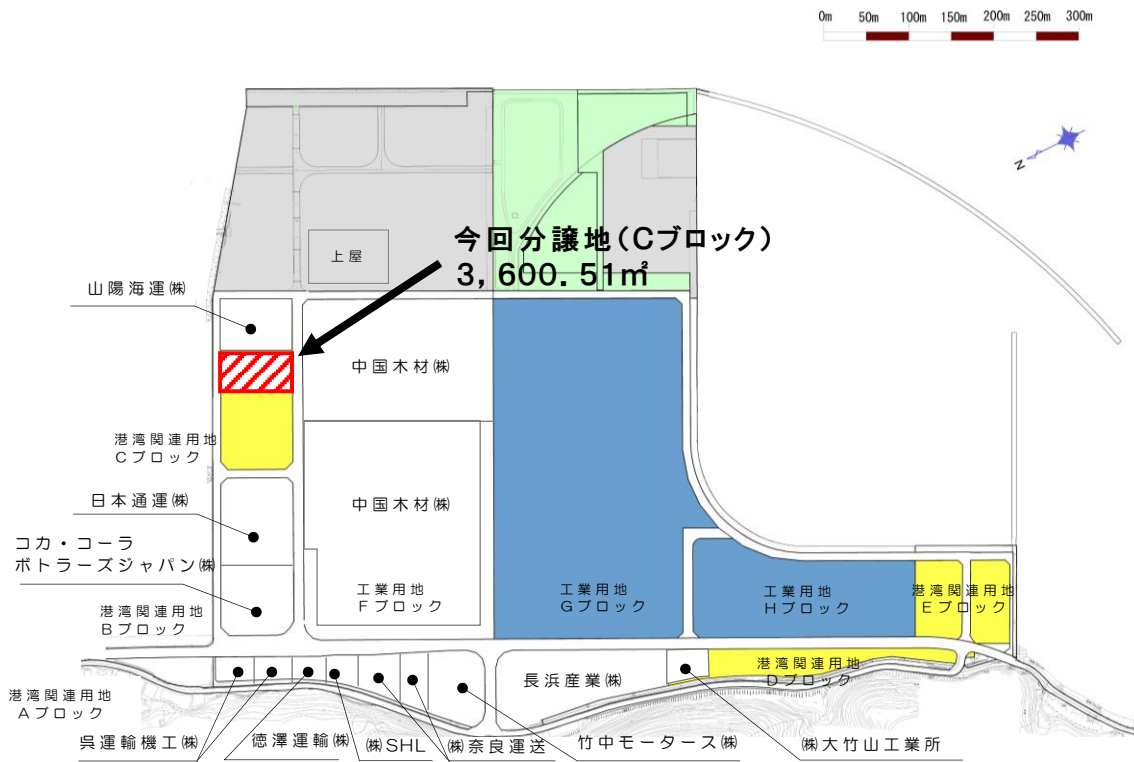 0m 50m 100m 150m 200m 250m 300m
N
今回分譲地(Cブロック)
3,600.51㎡
上屋
山陽海運㈱
中国木材㈱
港湾関連用地
Cブロック
日本通運㈱
中国木材㈱
コカ・コーラ
ボトラーズジャパン㈱
港湾関連用地
Bブロック
工業用地
Fブロック
工業用地
Gブロック
工業用地
Hブロック
港湾関連用地
Eブロック
港湾関連用地
Dブロック
長浜産業㈱
港湾関連用地
Aブロック
呉運輸機工㈱
徳澤運輸㈱
㈱SHL
㈱奈良運送
竹中モータース㈱
㈱大竹山工業所